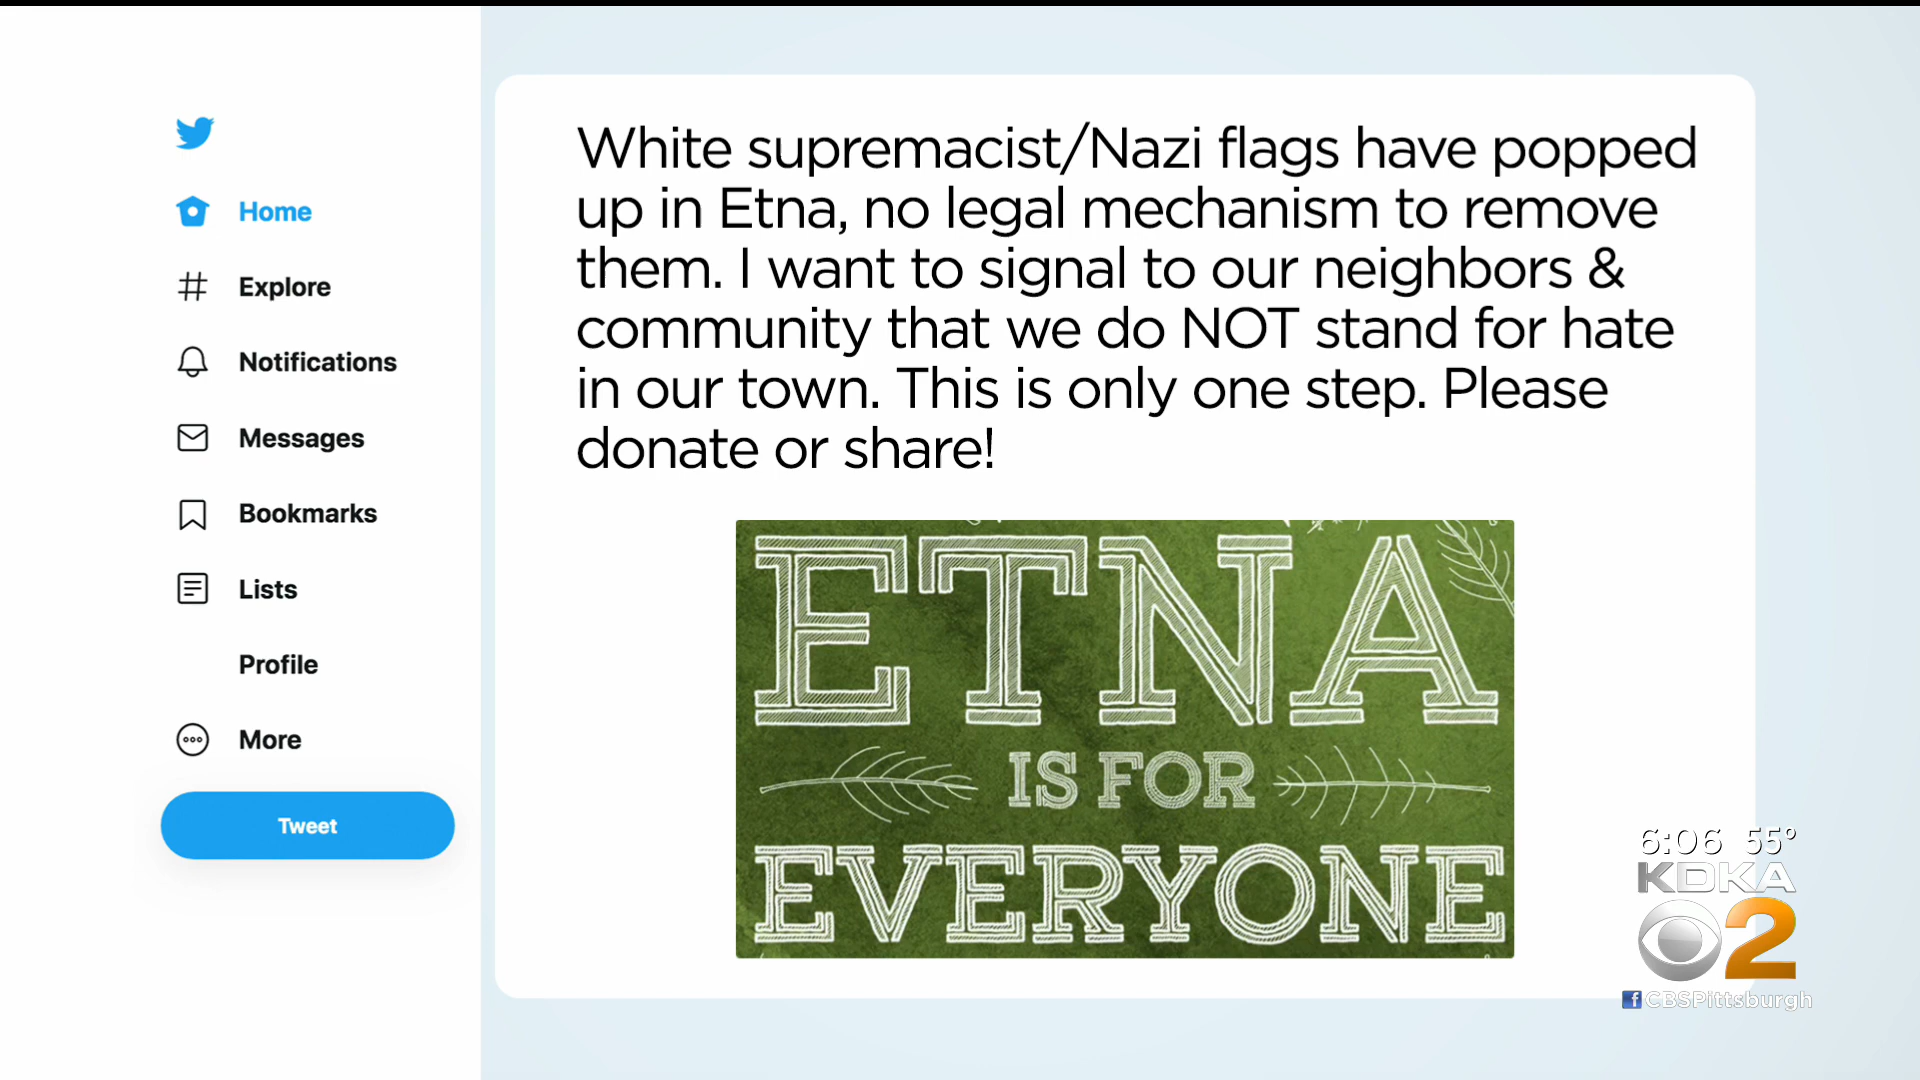 Home
Explore
Notifications
Messages
Bookmarks
Lists
Profile
More
Tweet
White supremacist/Nazi flags have popped
up in Etna, no legal mechanism to remove
them. I want to signal to our neighbors &
community that we do NOT stand for hate
in our town. This is only one step. Please
donate or share!
ETNA
IS FOR
EVERYONE
6:06 55°
KDKA
2
CBSPittsburgh